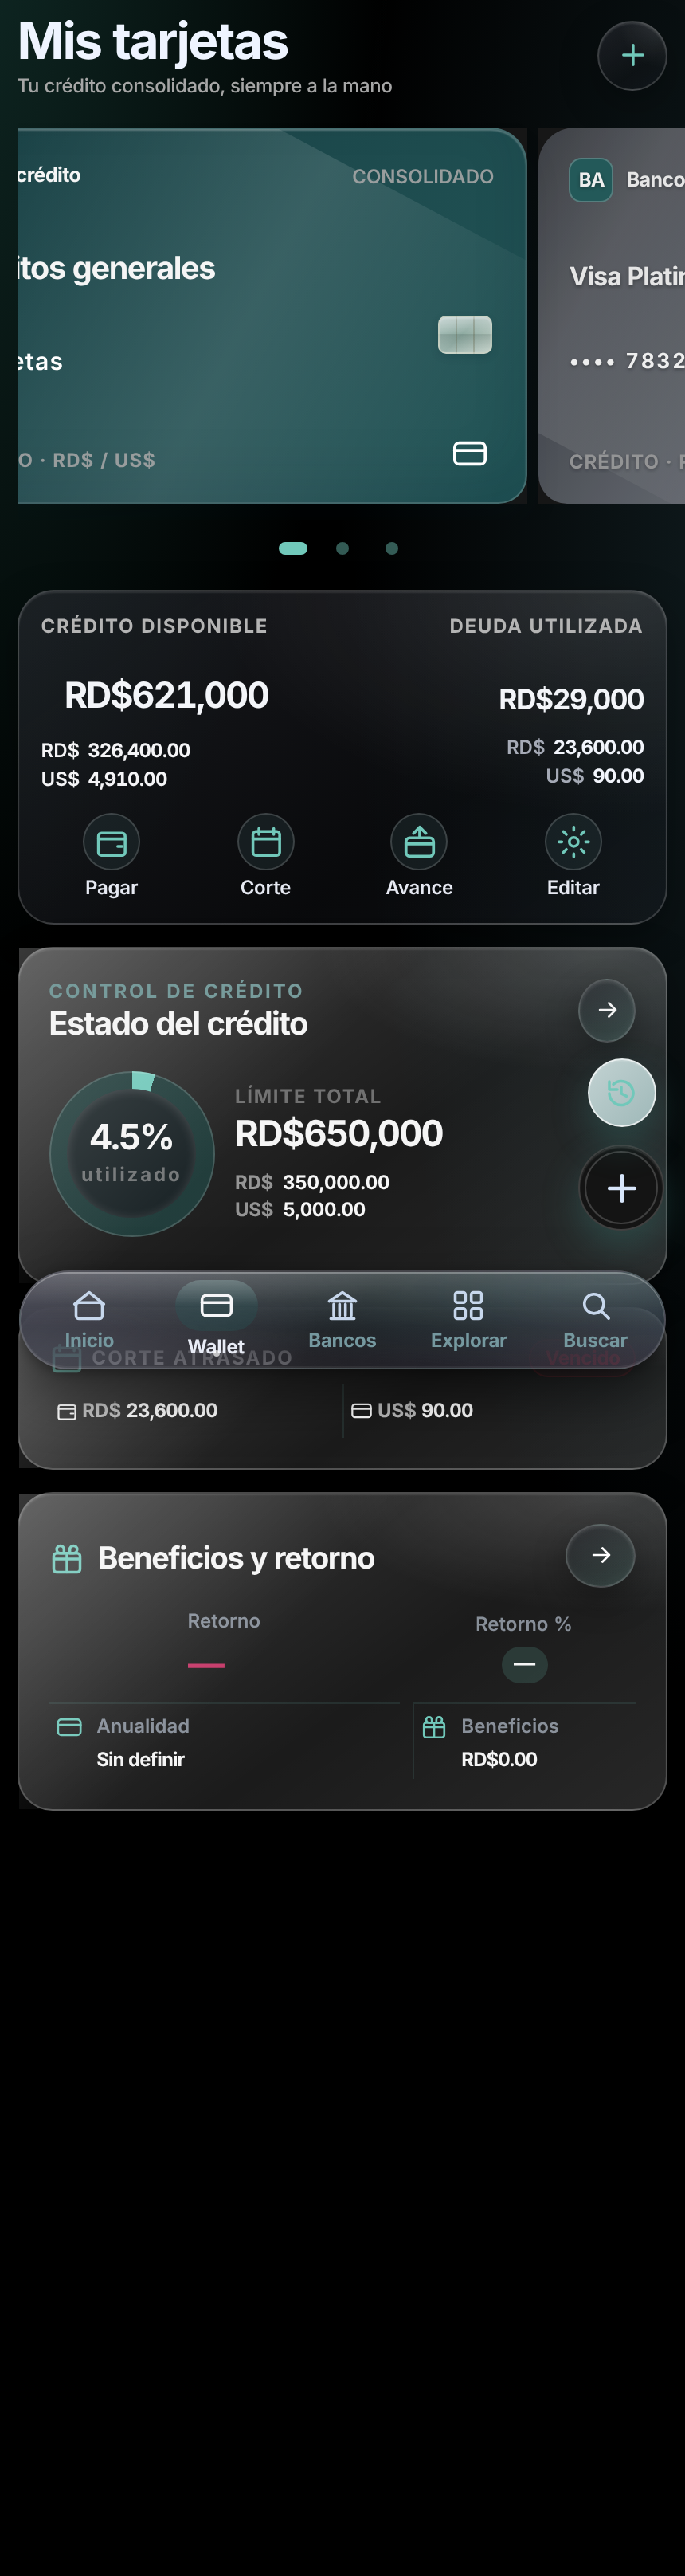 Mis tarjetas
Tu crédito consolidado, siempre a la mano
crédito
CONSOLIDADO
itos generales
etas
O · RD$ / US$
BA Banco
Visa Platin
•••• 7832
CRÉDITO ·
CRÉDITO DISPONIBLE
DEUDA UTILIZADA
RD$621,000
RD$29,000
RD$ 326,400.00
US$ 4,910.00
RD$ 23,600.00
US$ 90.00
Pagar
Corte
Avance
Editar
CONTROL DE CRÉDITO
Estado del crédito
4.5%
utilizado
LÍMITE TOTAL
RD$650,000
RD$ 350,000.00
US$ 5,000.00
Inicio
Wallet
Bancos
Explorar
Buscar
CORTE ATRASADO
Vencido
RD$ 23,600.00
US$ 90.00
Beneficios y retorno
Retorno
—
Retorno %
—
Anualidad
Sin definir
Beneficios
RD$0.00